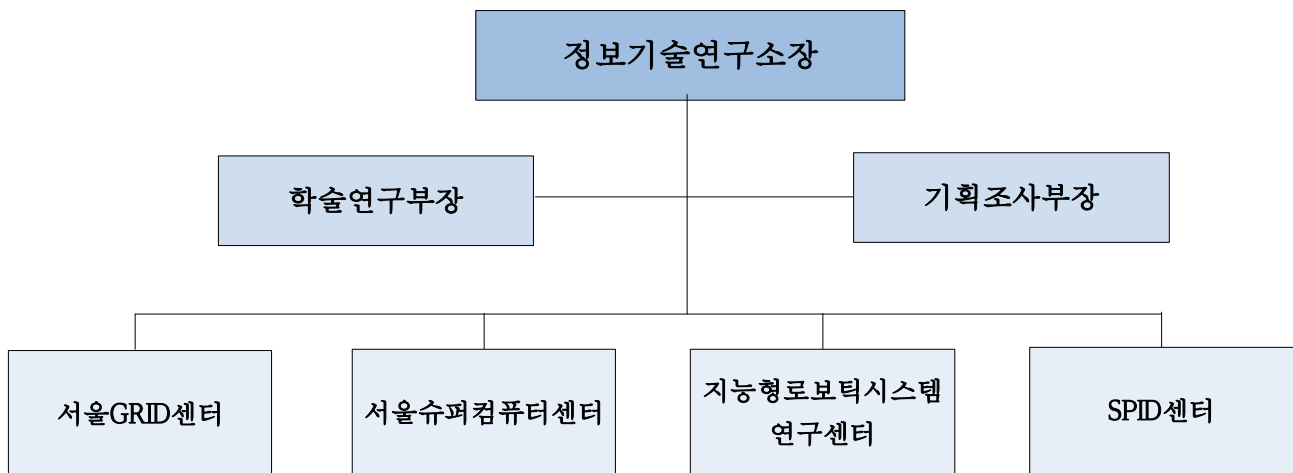 정보기술연구소장
학술연구부장
기획조사부장
서울GRID센터
서울슈퍼컴퓨터센터
지능형로보틱시스템
연구센터
SPID센터